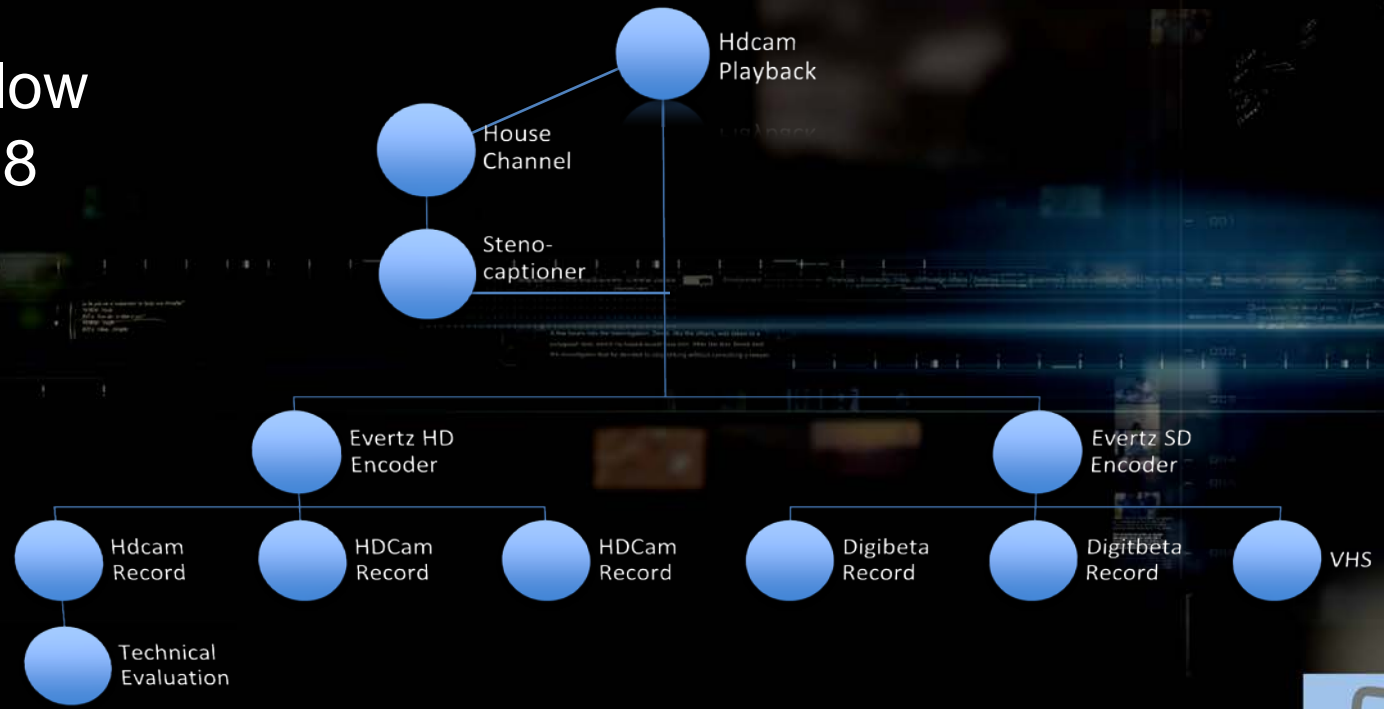 low
8
Hdcam
Playback
House
Channel
Steno-
captioner
Evertz HD
Encoder
Evertz SD
Encoder
Hdcam
Record
HDCam
Record
HDCam
Record
Digibeta
Record
Digitbeta
Record
VHS
Technical
Evaluation